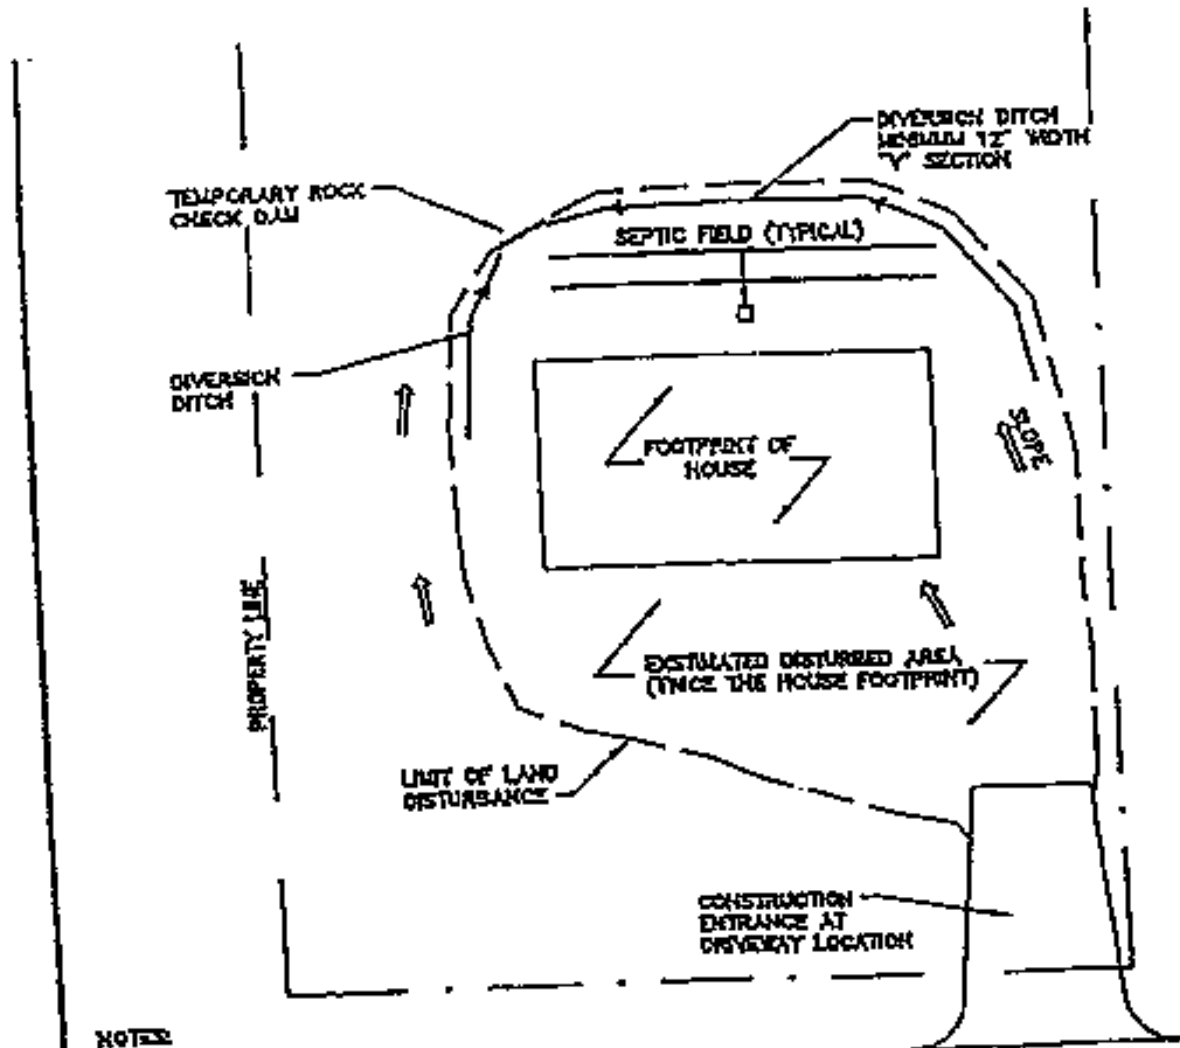 DIVERSION DITCH
MINIMUM 12" WIDTH
"V" SECTION
TEMPORARY ROCK
CHECK DAM
SEPTIC FIELD (TYPICAL)
DIVERSION
DITCH
SLOPE
FOOTPRINT OF
HOUSE
PROPERTY LINE
ESTIMATED DISTURBED AREA
(TWICE THE HOUSE FOOTPRINT)
LIMIT OF LAND
DISTURBANCE
CONSTRUCTION
ENTRANCE AT
DRIVEWAY LOCATION
NOTES: